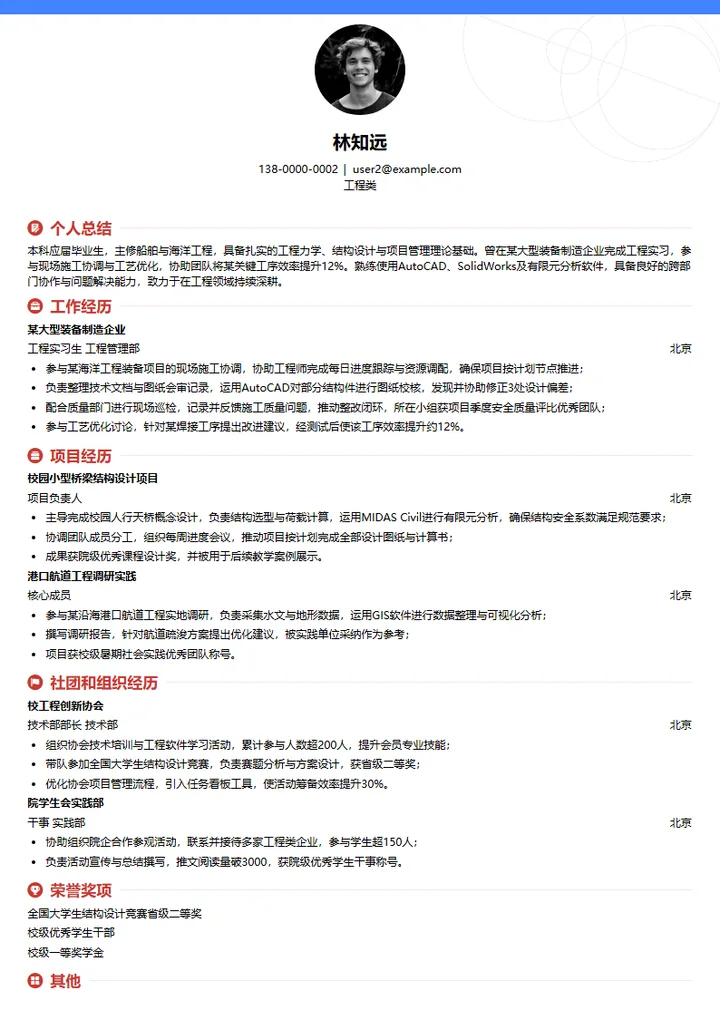 林知远
138-0000-0002 | user2@example.com
工程类
个人总结
本科应届毕业生，主修船舶与海洋工程，具备扎实的工程力学、结构设计与项目管理理论基础。曾在某大型装备制造企业完成工程实习，参
与现场施工协调与工艺优化，协助团队将某关键工序效率提升12%。熟练使用AutoCAD、SolidWorks及有限元分析软件，具备良好的跨部
门协作与问题解决能力，致力于在工程领域持续深耕。
工作经历
某大型装备制造企业
工程实习生 工程管理部 北京
• 参与某海洋工程装备项目的现场施工协调，协助工程师完成每日进度跟踪与资源调配，确保项目按计划节点推进；
• 负责整理技术文档与图纸会审记录，运用AutoCAD对部分结构件进行图纸校核，发现并协助修正3处设计偏差；
• 配合质量部门进行现场巡检，记录并反馈施工质量问题，推动整改闭环，所在小组获项目季度安全质量评比优秀团队；
• 参与工艺优化讨论，针对某焊接工序提出改进建议，经测试后使该工序效率提升约12%。
项目经历
校园小型桥梁结构设计项目
项目负责人 北京
• 主导完成校园人行天桥概念设计，负责结构选型与荷载计算，运用MIDAS Civil进行有限元分析，确保结构安全系数满足规范要求；
• 协调团队成员分工，组织每周进度会议，推动项目按计划完成全部设计图纸与计算书；
• 成果获院级优秀课程设计奖，并被用于后续教学案例展示。
港口航道工程调研实践
核心成员 北京
• 参与某沿海港口航道工程实地调研，负责采集水文与地形数据，运用GIS软件进行数据整理与可视化分析；
• 撰写调研报告，针对航道疏浚方案提出优化建议，被实践单位采纳作为参考；
• 项目获校级暑期社会实践优秀团队称号。
社团和组织经历
校工程创新协会
技术部部长 技术部 北京
• 组织协会技术培训与工程软件学习活动，累计参与人数超200人，提升会员专业技能；
• 带队参加全国大学生结构设计竞赛，负责赛题分析与方案设计，获省级二等奖；
• 优化协会项目管理流程，引入任务看板工具，使活动筹备效率提升30%。
院学生会实践部
干事 实践部 北京
• 协助组织院企合作参观活动，联系并接待多家工程类企业，参与学生超150人；
• 负责活动宣传与总结撰写，推文阅读量破3000，获院级优秀学生干事称号。
荣誉奖项
全国大学生结构设计竞赛省级二等奖
校级优秀学生干部
校级一等奖学金
其他